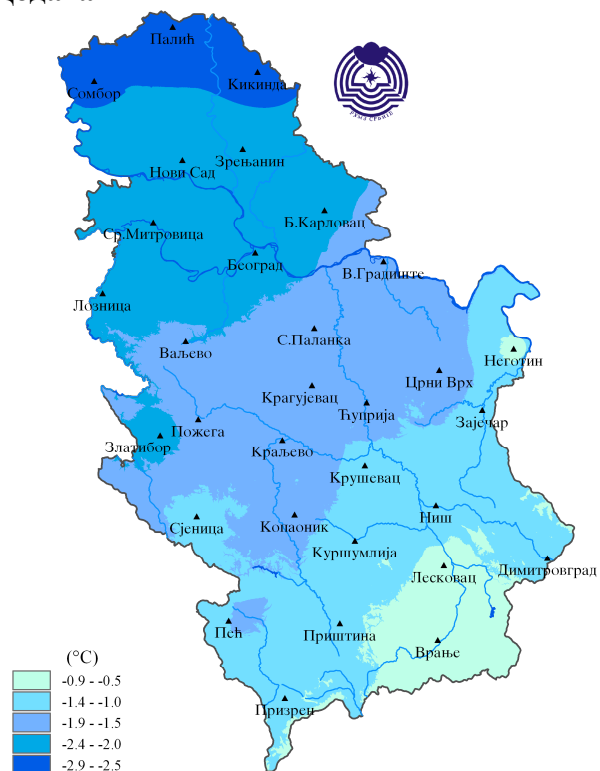 Палић
Сомбор
Кикинда
Нови Сад
Зрењанин
Б.Карловац
Ср.Митровица
Београд
В.Градиште
Лозница
С.Паланка
Ваљево
Неготин
Црни Врх
Крагујевац
Ћуприја
Зајечар
Пожега
Златибор
Краљево
Крушевац
Сјеница
Копаоник
Ниш
Куршумлија
Лесковац
Димитровград
Пећ
Приштина
Врање
Призрен
(°C)
-0.9 - -0.5
-1.4 - -1.0
-1.9 - -1.5
-2.4 - -2.0
-2.9 - -2.5